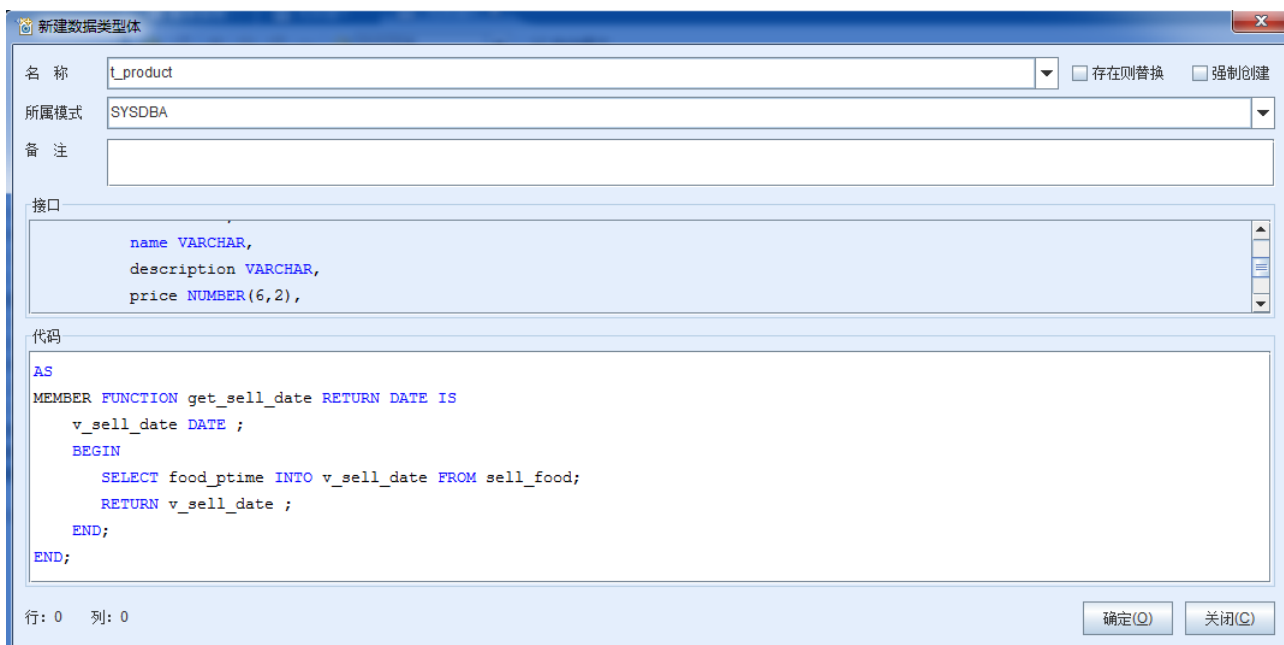 新建数据类型体
名 称 t_product 存在则替换 强制创建
所属模式 SYSDBA
备 注
接口
name VARCHAR,
description VARCHAR,
price NUMBER(6,2),
代码
AS
MEMBER FUNCTION get_sell_date RETURN DATE IS
v_sell_date DATE ;
BEGIN
SELECT food_ptime INTO v_sell_date FROM sell_food;
RETURN v_sell_date ;
END;
END;
行: 0 列: 0 确定(O) 关闭(C)